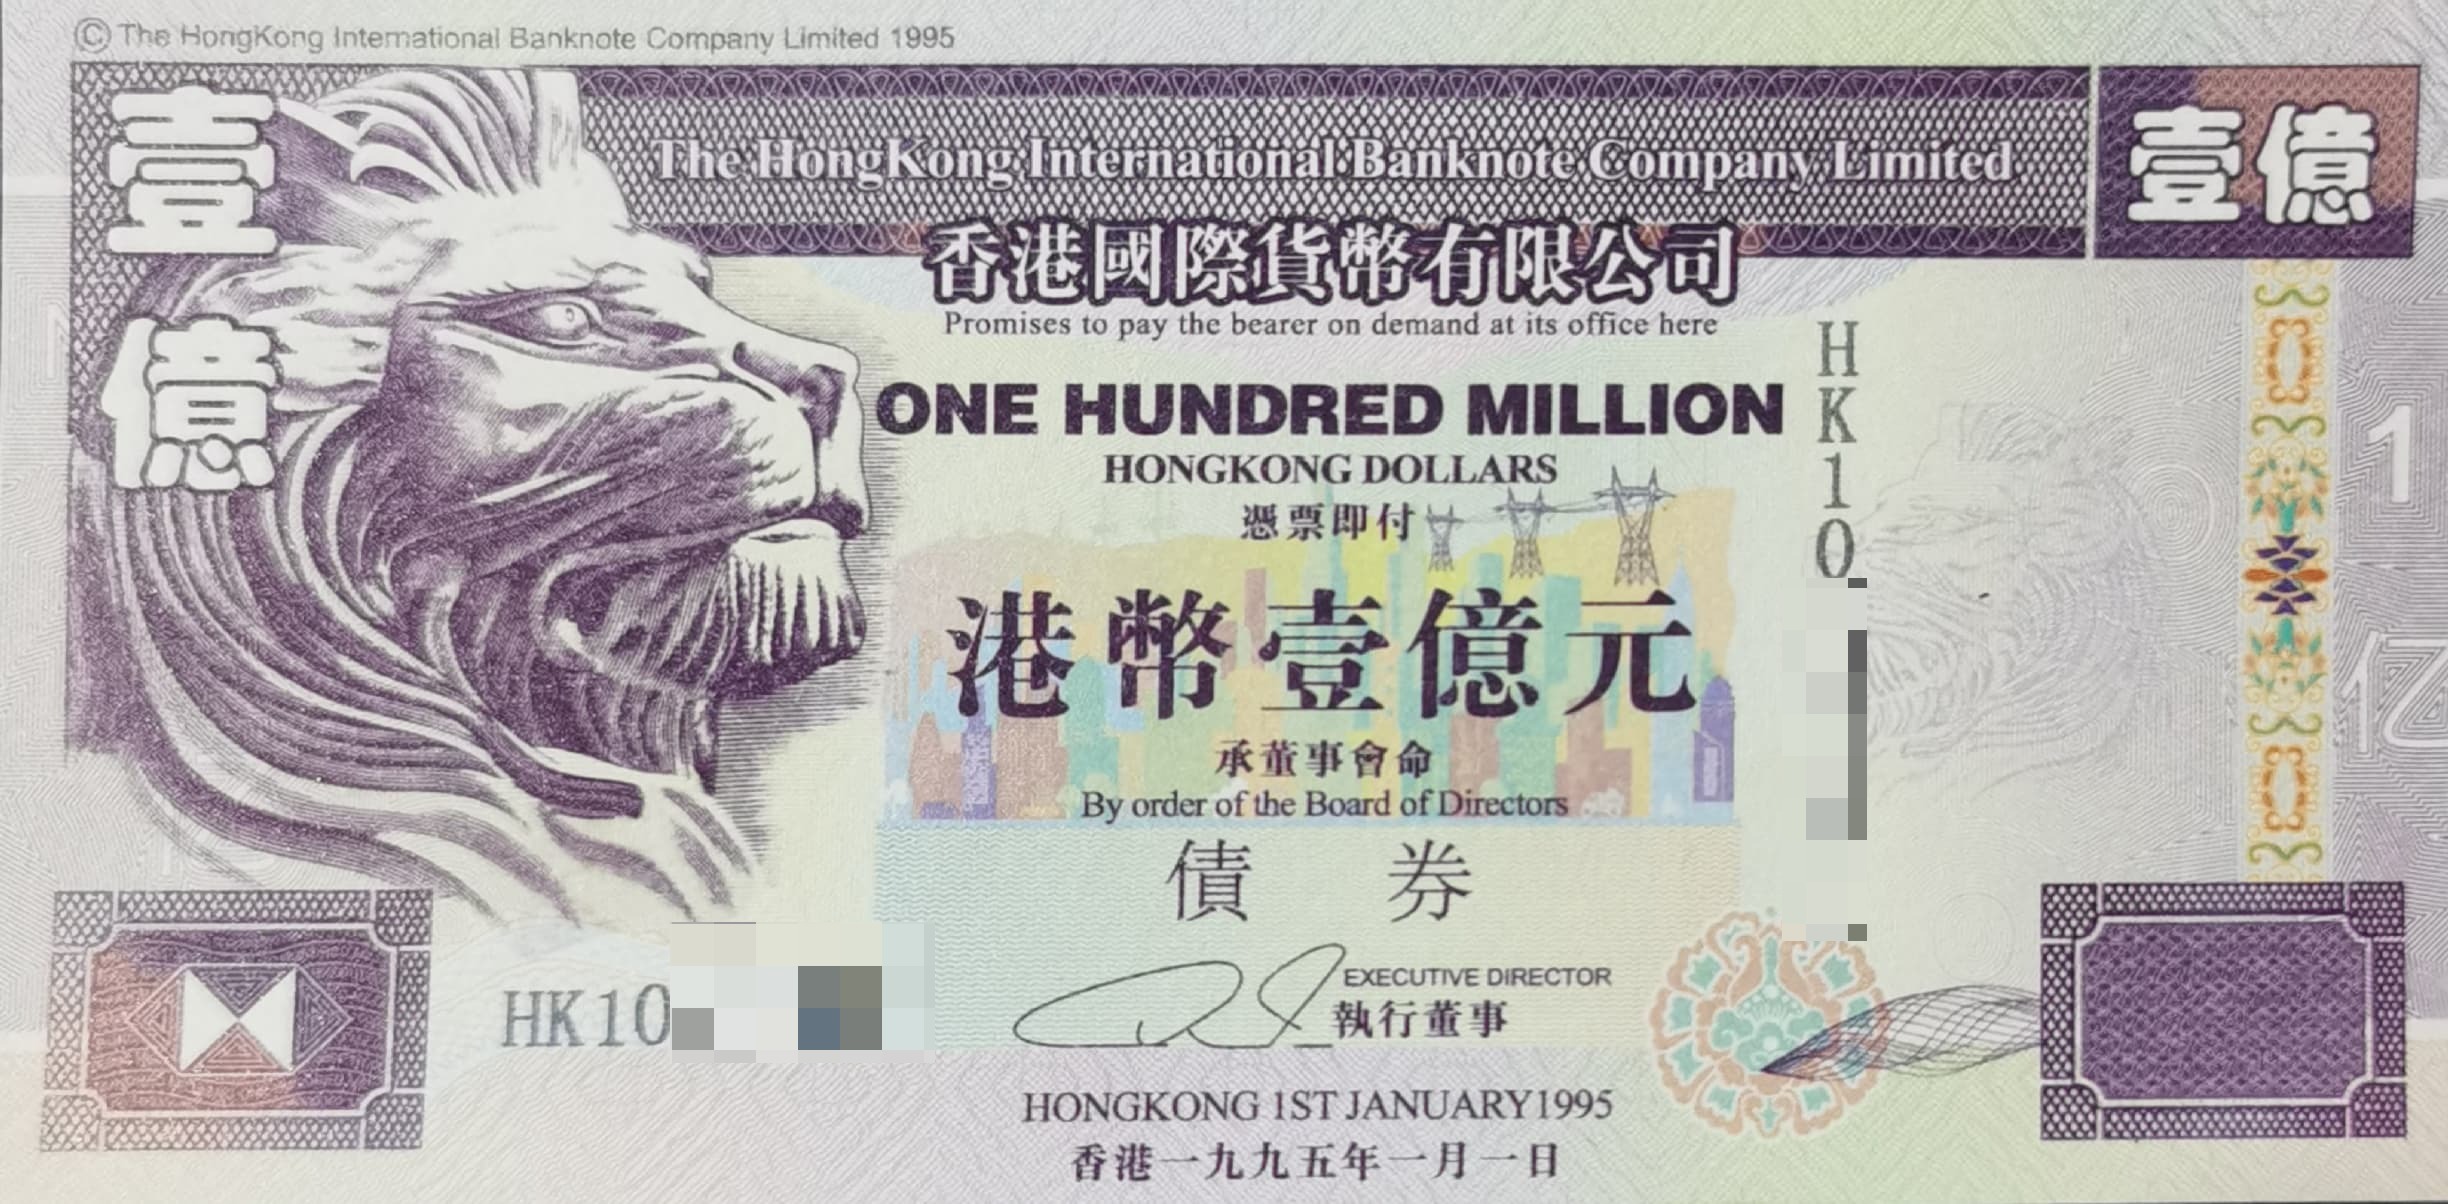 © The HongKong International Banknote Company Limited 1995
壹億
The HongKong International Banknote Company Limited
壹億
香港國際貨幣有限公司
Promises to pay the bearer on demand at its office here
ONE HUNDRED MILLION
HONGKONG DOLLARS
憑票即付
港幣壹億元
承董事會命
By order of the Board of Directors
債券
EXECUTIVE DIRECTOR
執行董事
HK10
HK10
1亿
HONGKONG 1ST JANUARY1995
香港一九九五年一月一日